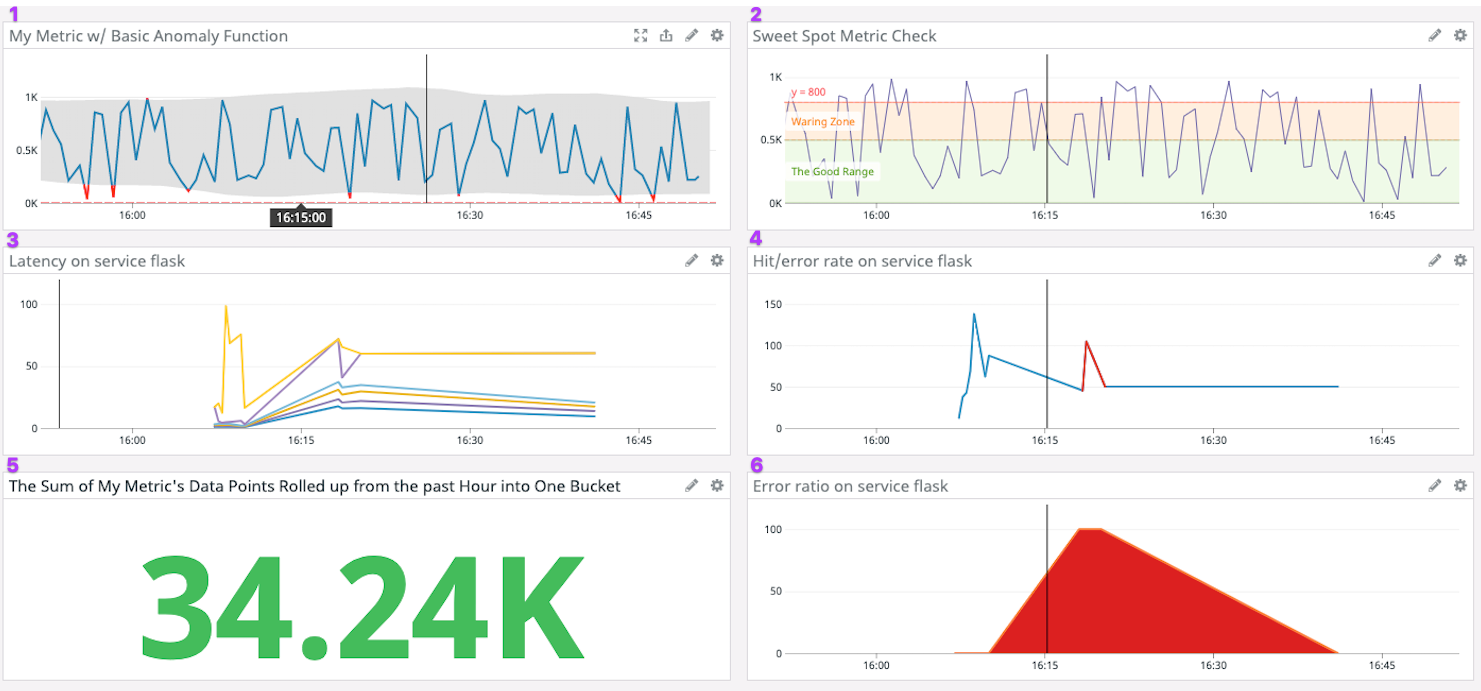 1
My Metric w/ Basic Anomaly Function
1K
0.5K
0K
16:00
16:15:00
16:30
16:45
2
Sweet Spot Metric Check
1K
y = 800
Waring Zone
0.5K
The Good Range
0K
16:00
16:15
16:30
16:45
3
Latency on service flask
100
50
0
16:00
16:15
16:30
16:45
4
Hit/error rate on service flask
150
100
50
0
16:00
16:15
16:30
16:45
5
The Sum of My Metric's Data Points Rolled up from the past Hour into One Bucket
34.24K
6
Error ratio on service flask
100
50
0
16:00
16:15
16:30
16:45